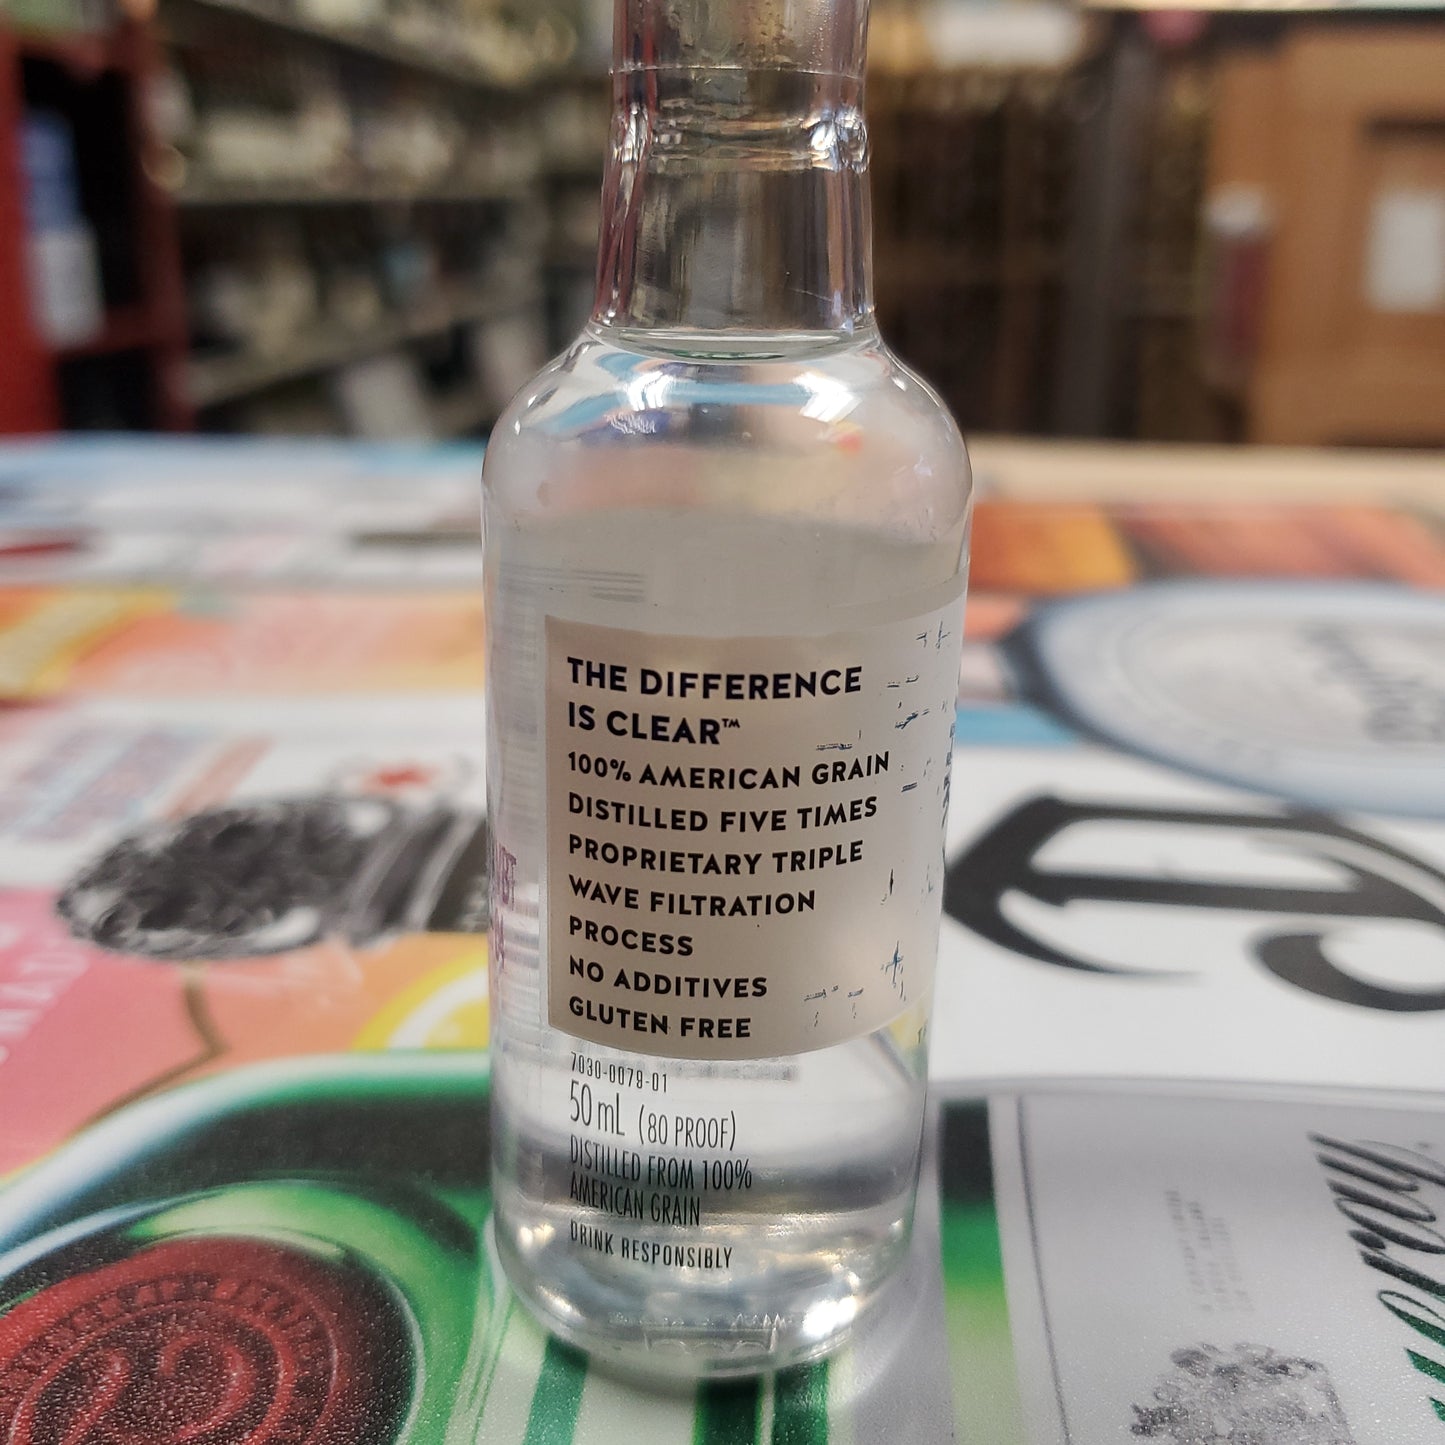 THE DIFFERENCE
IS CLEAR™
100% AMERICAN GRAIN
DISTILLED FIVE TIMES
PROPRIETARY TRIPLE
WAVE FILTRATION
PROCESS
NO ADDITIVES
GLUTEN FREE
7030-0079-01
50 mL (80 PROOF)
DISTILLED FROM 100%
AMERICAN GRAIN
DRINK RESPONSIBLY